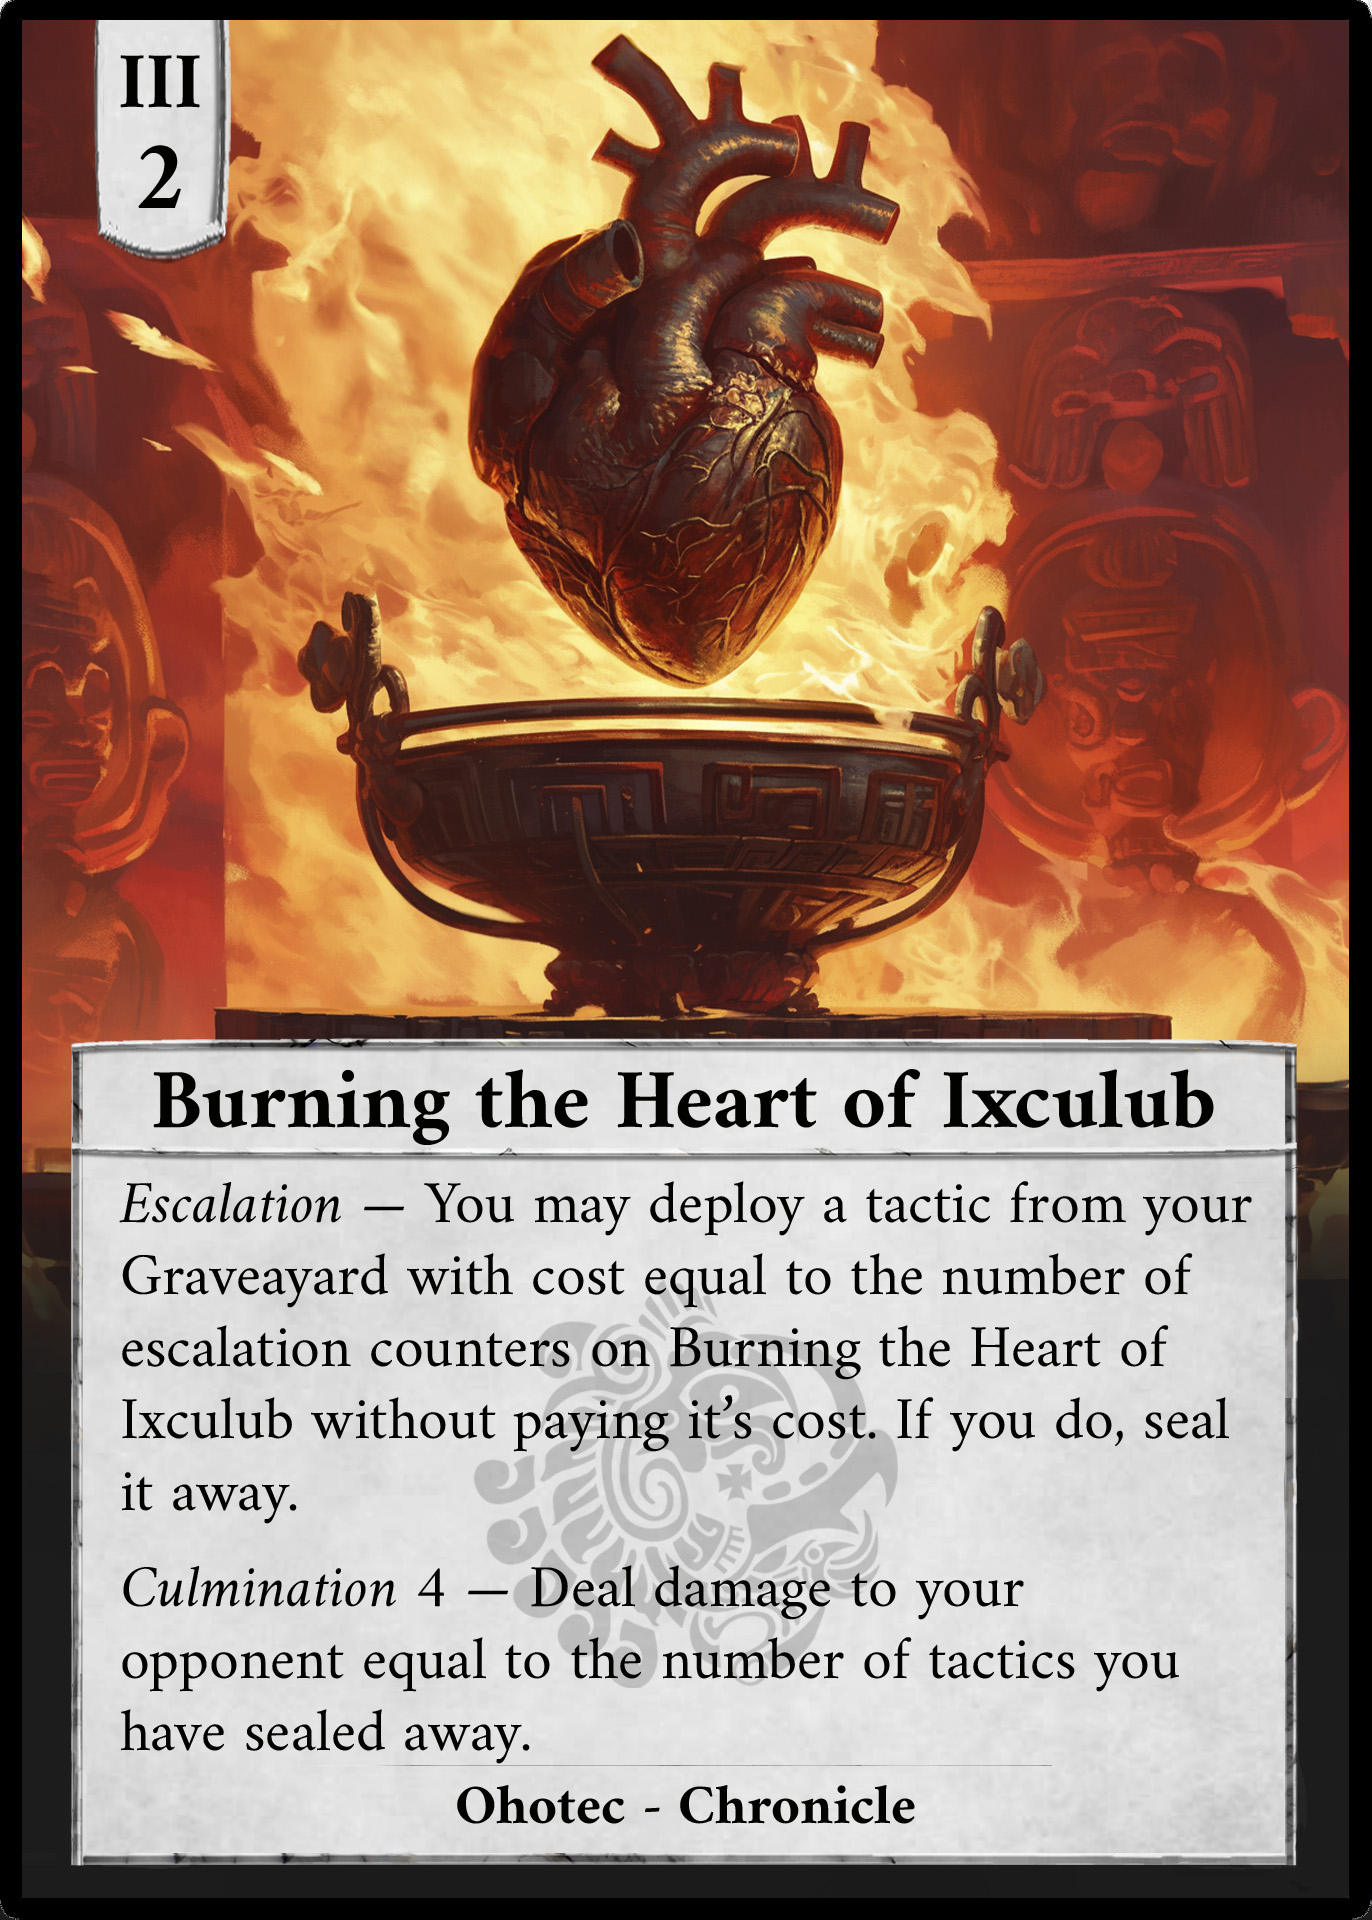 III
2
Burning the Heart of Ixculub
Escalation — You may deploy a tactic from your
Graveayard with cost equal to the number of
escalation counters on Burning the Heart of
Ixculub without paying it’s cost. If you do, seal
it away.
Culmination 4 — Deal damage to your
opponent equal to the number of tactics you
have sealed away.
Ohotec - Chronicle